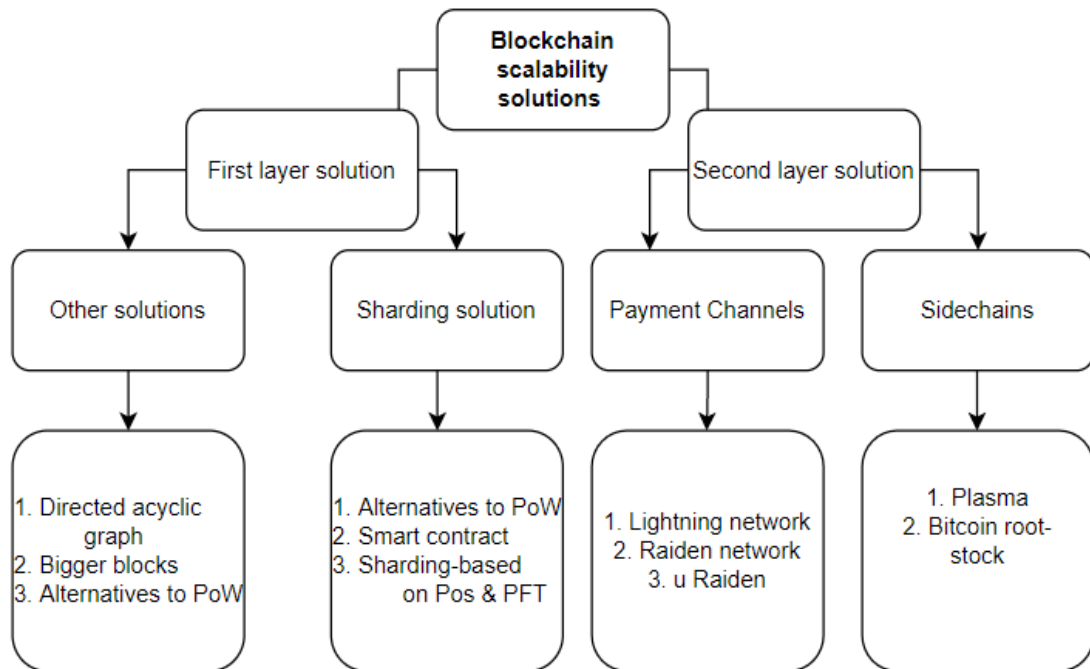 Blockchain
scalability
solutions
First layer solution
Second layer solution
Other solutions
Sharding solution
Payment Channels
Sidechains
1. Directed acyclic
graph
2. Bigger blocks
3. Alternatives to PoW
1. Alternatives to PoW
2. Smart contract
3. Sharding-based
on Pos & PFT
1. Lightning network
2. Raiden network
3. u Raiden
1. Plasma
2. Bitcoin root-
stock